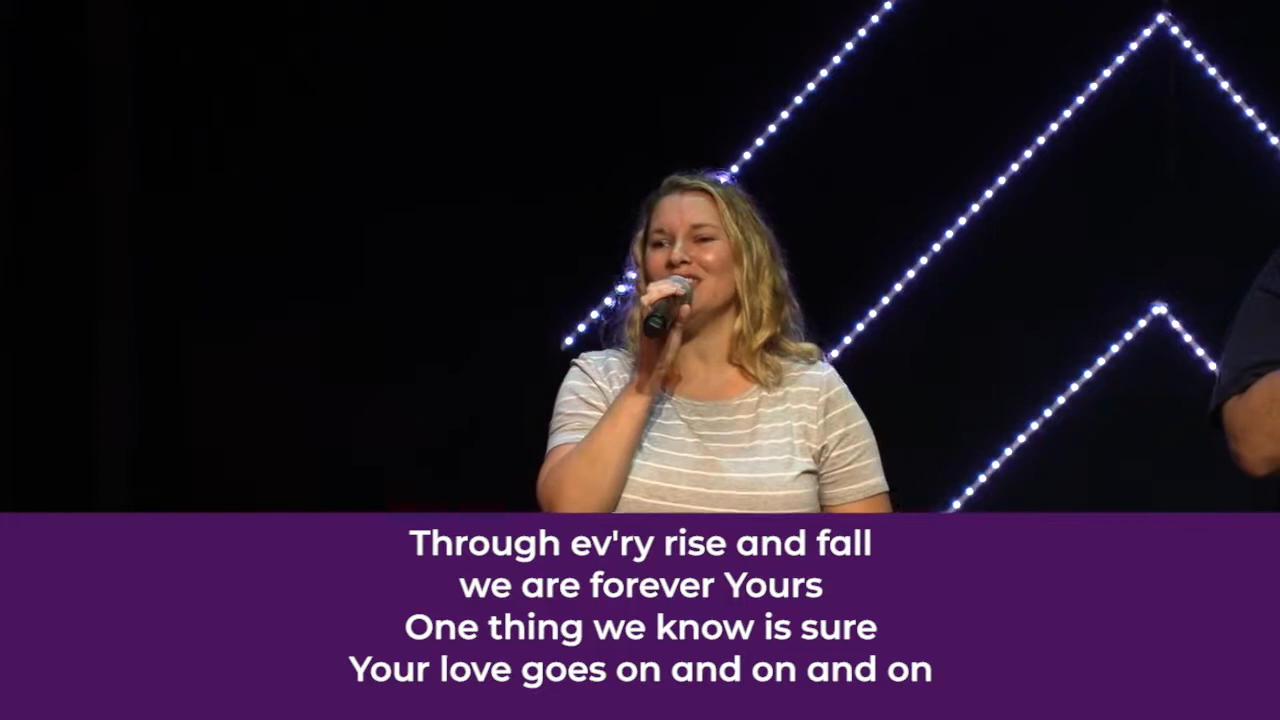 Through ev'ry rise and fall
we are forever Yours
One thing we know is sure
Your love goes on and on and on